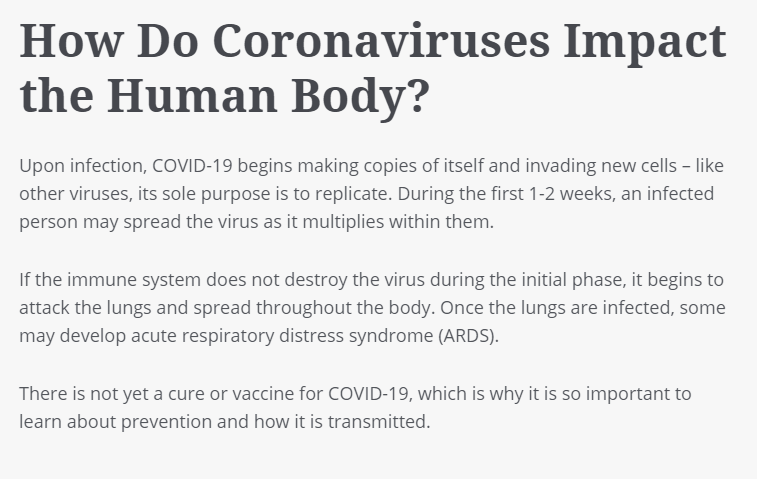 How Do Coronaviruses Impact
the Human Body?
Upon infection, COVID-19 begins making copies of itself and invading new cells – like
other viruses, its sole purpose is to replicate. During the first 1-2 weeks, an infected
person may spread the virus as it multiplies within them.
If the immune system does not destroy the virus during the initial phase, it begins to
attack the lungs and spread throughout the body. Once the lungs are infected, some
may develop acute respiratory distress syndrome (ARDS).
There is not yet a cure or vaccine for COVID-19, which is why it is so important to
learn about prevention and how it is transmitted.